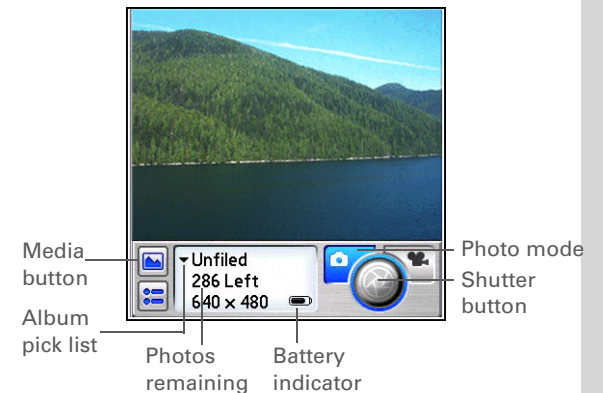 Unfiled
286 Left
640 × 480
Media
button
Album
pick list
Photos
remaining
Battery
indicator
Photo mode
Shutter
button